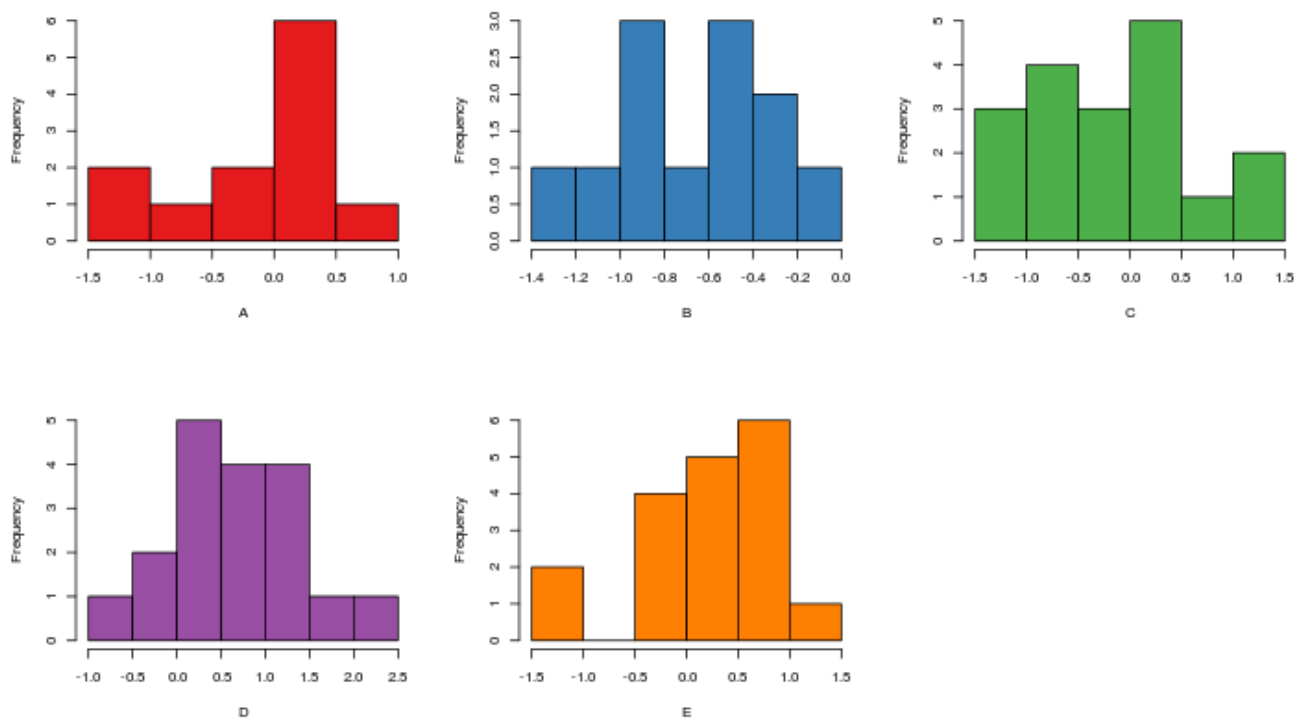 Frequency
0 1 2 3 4 5 6
-1.5 -1.0 -0.5 0.0 0.5 1.0
A
Frequency
0.0 0.5 1.0 1.5 2.0 2.5 3.0
-1.4 -1.2 -1.0 -0.8 -0.6 -0.4 -0.2 0.0
B
Frequency
0 1 2 3 4 5
-1.5 -1.0 -0.5 0.0 0.5 1.0 1.5
C
Frequency
0 1 2 3 4 5
-1.0 -0.5 0.0 0.5 1.0 1.5 2.0 2.5
D
Frequency
0 1 2 3 4 5 6
-1.5 -1.0 -0.5 0.0 0.5 1.0 1.5
E